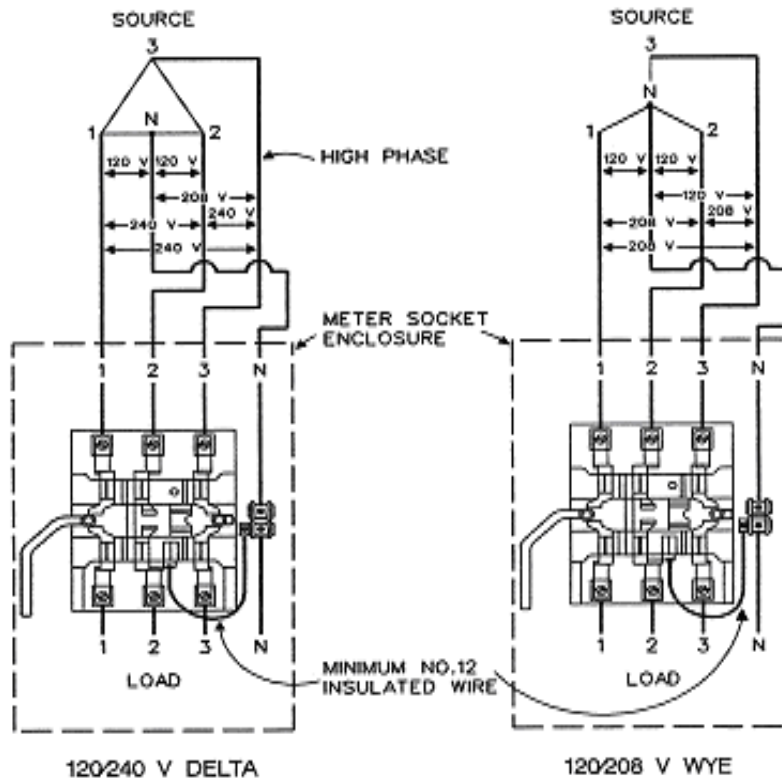 SOURCE
3
N
1
2
120 V
120 V
HIGH PHASE
208 V
240 V
240 V
240 V
SOURCE
3
N
1
2
120 V
120 V
120 V
208 V
208 V
208 V
METER SOCKET
ENCLOSURE
1 2 3 N
1 2 3 N
1 2 3 N
1 2 3 N
LOAD
LOAD
MINIMUM NO.12
INSULATED WIRE
120/240 V DELTA
120/208 V WYE